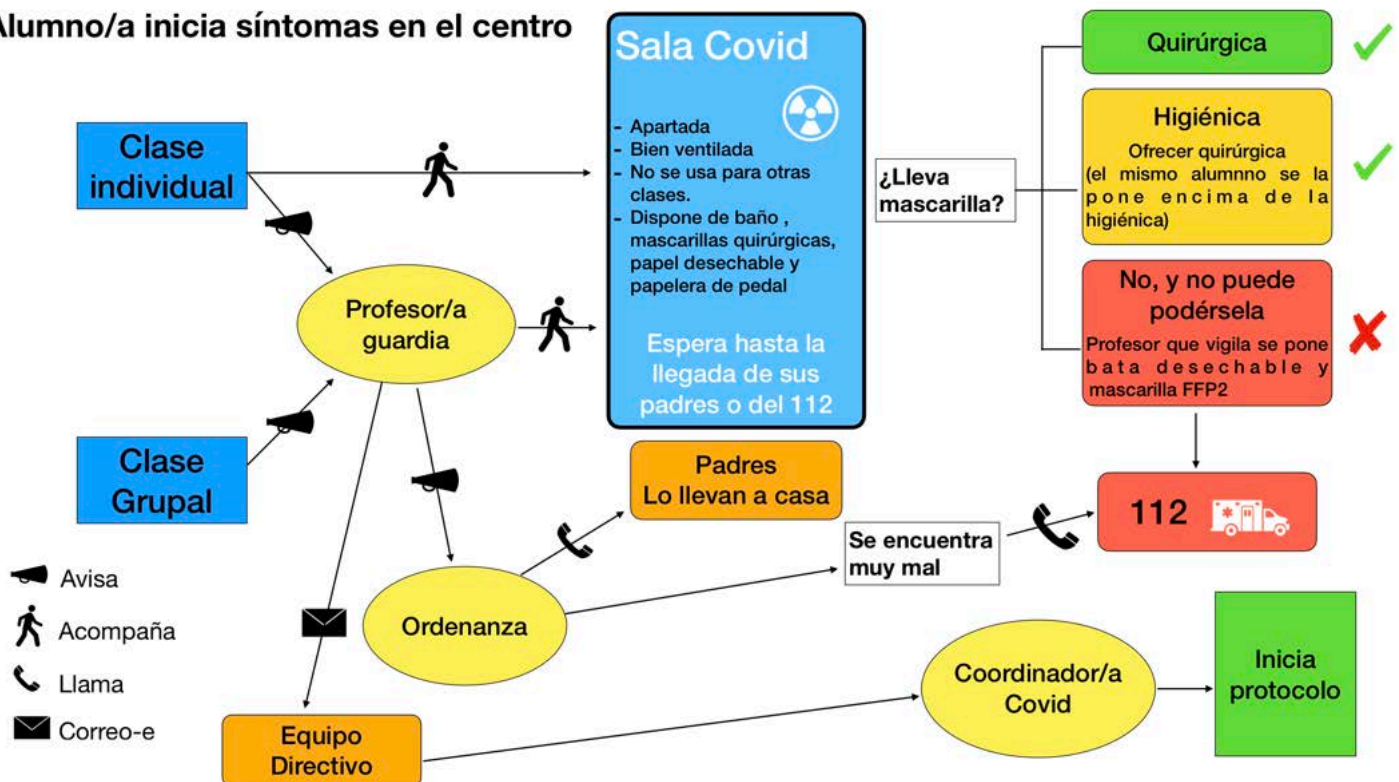 Alumno/a inicia síntomas en el centro
Sala Covid
- Apartada
- Bien ventilada
- No se usa para otras
clases.
- Dispone de baño ,
mascarillas quirúrgicas,
papel desechable y
papelera de pedal
Espera hasta la
llegada de sus
padres o del 112
Clase
individual
Profesor/a
guardia
Clase
Grupal
¿Lleva
mascarilla?
Quirúrgica
Higiénica
Ofrecer quirúrgica
(el mismo alumnno se la
pone encima de la
higiénica)
No, y no puede
podérsela
Profesor que vigila se pone
bata desechable y
mascarilla FFP2
Padres
Lo llevan a casa
112
Se encuentra
muy mal
Ordenanza
Avisa
Acompaña
Llama
Correo-e
Equipo
Directivo
Coordinador/a
Covid
Inicia
protocolo